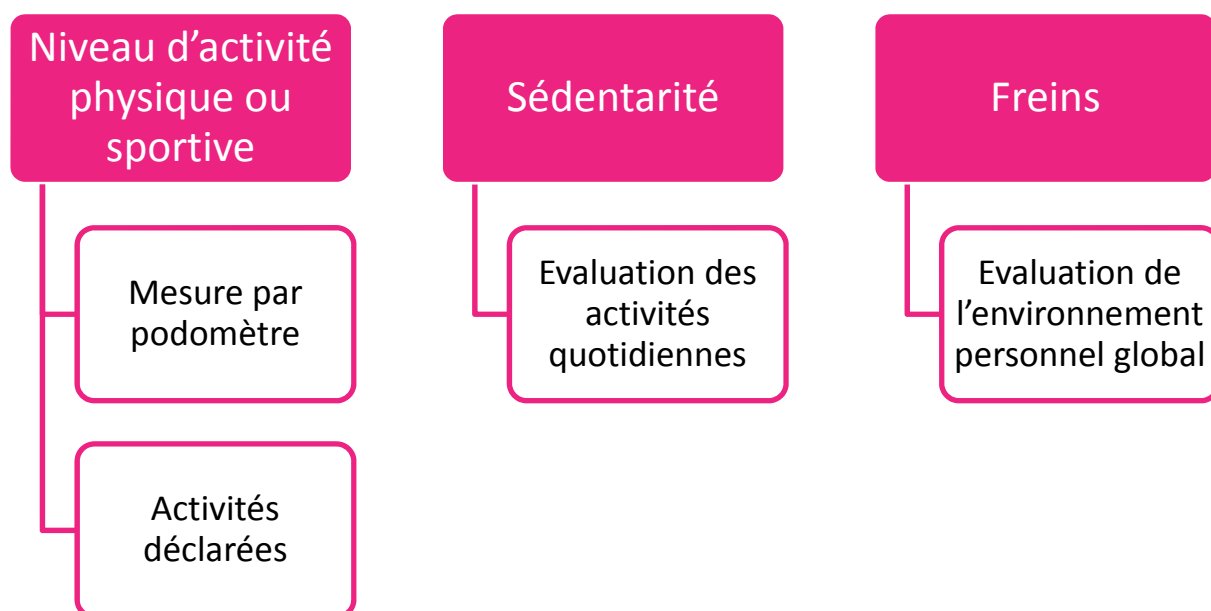 Niveau d’activité
physique ou
sportive
Mesure par
podomètre
Activités
déclarées
Sédentarité
Evaluation des
activités
quotidiennes
Freins
Evaluation de
l’environnement
personnel global